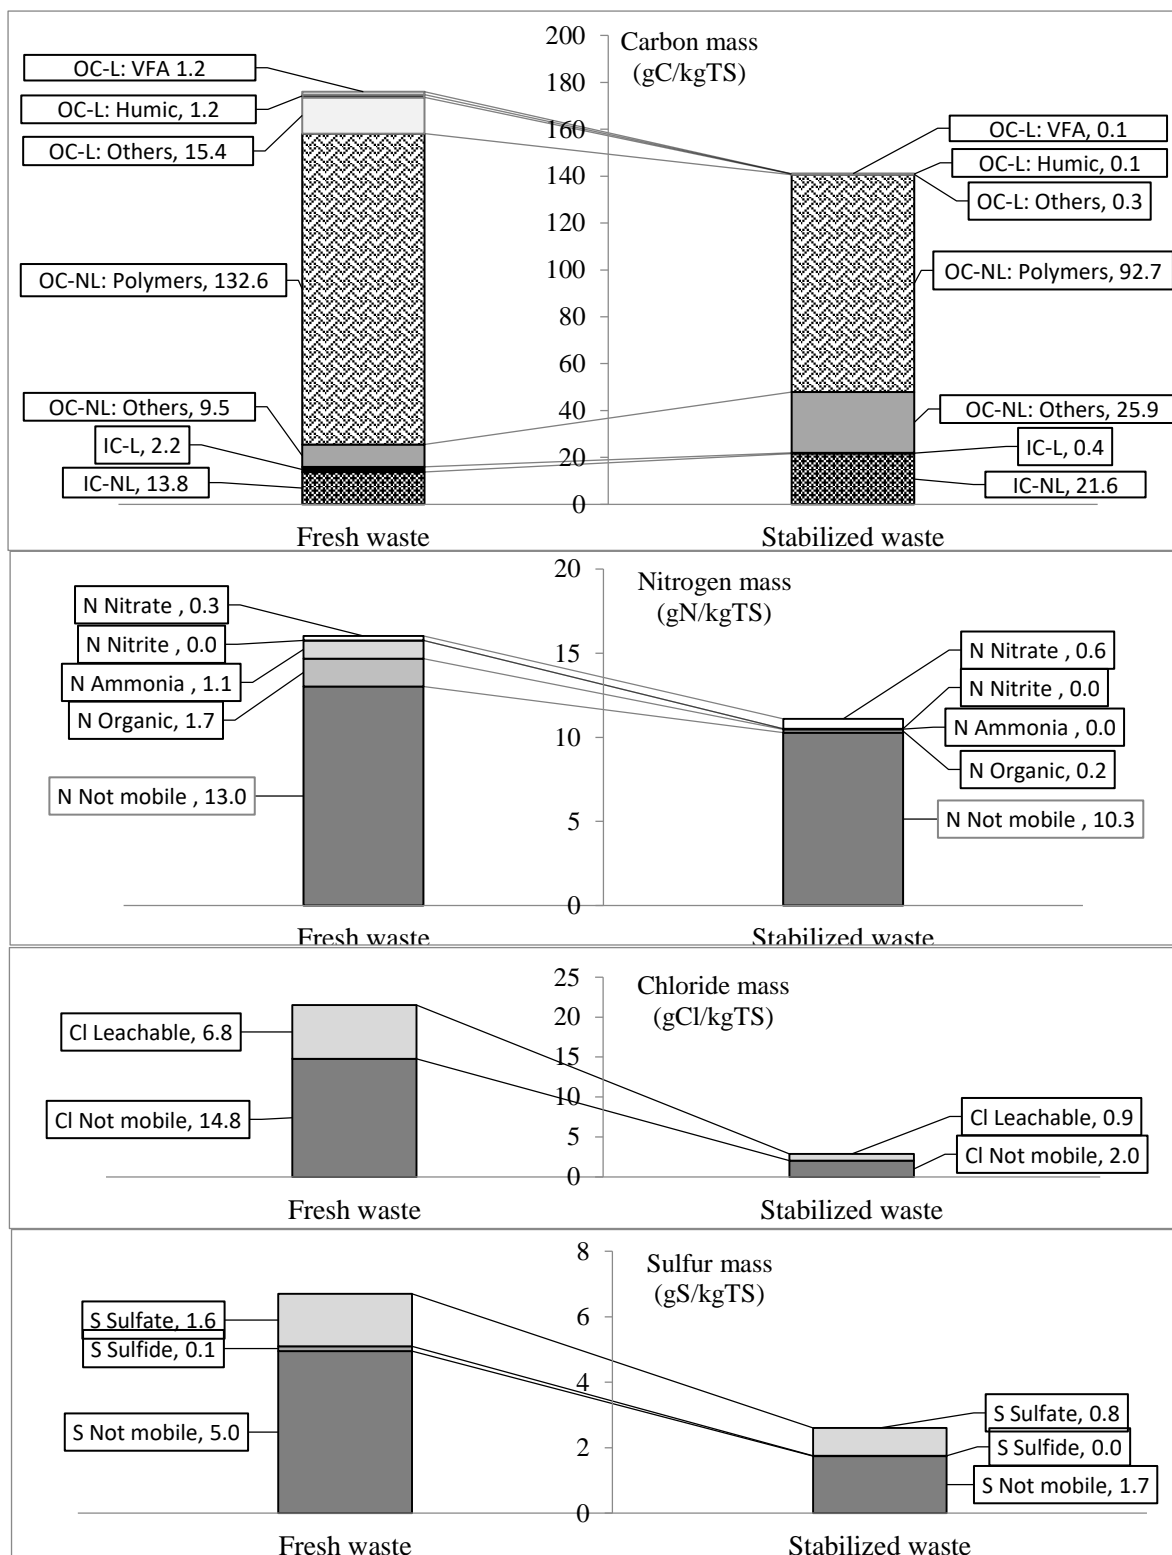 200
Carbon mass
(gC/kgTS)
180
160
140
120
100
80
60
40
20
0
OC-L: VFA 1.2
OC-L: Humic, 1.2
OC-L: Others, 15.4
OC-NL: Polymers, 132.6
OC-NL: Others, 9.5
IC-L, 2.2
IC-NL, 13.8
OC-L: VFA, 0.1
OC-L: Humic, 0.1
OC-L: Others, 0.3
OC-NL: Polymers, 92.7
OC-NL: Others, 25.9
IC-L, 0.4
IC-NL, 21.6
Fresh waste
Stabilized waste
20
Nitrogen mass
(gN/kgTS)
15
10
5
0
N Nitrate , 0.3
N Nitrite , 0.0
N Ammonia , 1.1
N Organic, 1.7
N Not mobile , 13.0
N Nitrate , 0.6
N Nitrite , 0.0
N Ammonia , 0.0
N Organic, 0.2
N Not mobile , 10.3
Fresh waste
Stabilized waste
25
Chloride mass
(gCl/kgTS)
20
15
10
5
0
Cl Leachable, 6.8
Cl Not mobile, 14.8
Cl Leachable, 0.9
Cl Not mobile, 2.0
Fresh waste
Stabilized waste
8
Sulfur mass
(gS/kgTS)
6
4
2
0
S Sulfate, 1.6
S Sulfide, 0.1
S Not mobile, 5.0
S Sulfate, 0.8
S Sulfide, 0.0
S Not mobile, 1.7
Fresh waste
Stabilized waste